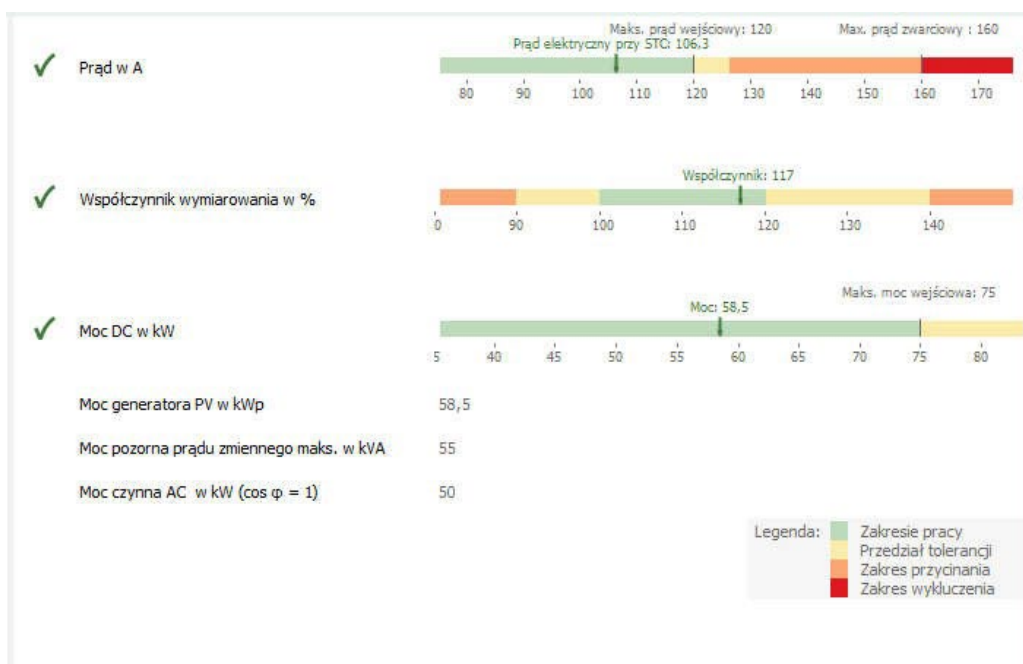 Maks. prąd wejściowy: 120 Max. prąd zwarciowy : 160
Prąd elektryczny przy STC: 106,3
Prąd w A
80 90 100 110 120 130 140 150 160 170
Współczynnik: 117
Współczynnik wymiarowania w %
0 90 100 110 120 130 140
Maks. moc wejściowa: 75
Moc: 58,5
Moc DC w kW
5 40 45 50 55 60 65 70 75 80
Moc generatora PV w kWp 58,5
Moc pozorna prądu zmiennego maks. w kVA 55
Moc czynna AC w kW (cos φ = 1) 50
Legenda: Zakresie pracy
Przedział tolerancji
Zakres przycinania
Zakres wykluczenia